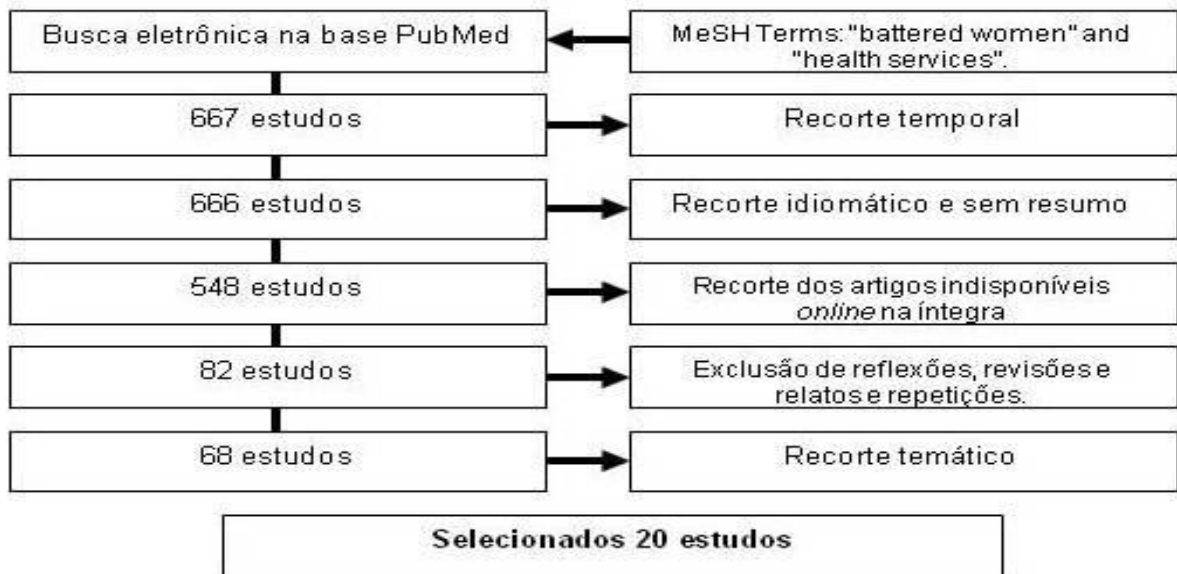 Busca eletrônica na base PubMed
MeSH Terms: "battered women" and
"health services".
667 estudos
Recorte temporal
666 estudos
Recorte idiomático e sem resumo
548 estudos
Recorte dos artigos indisponíveis
online na íntegra
82 estudos
Exclusão de reflexões, revisões e
relatos e repetições.
68 estudos
Recorte temático
Selecionados 20 estudos